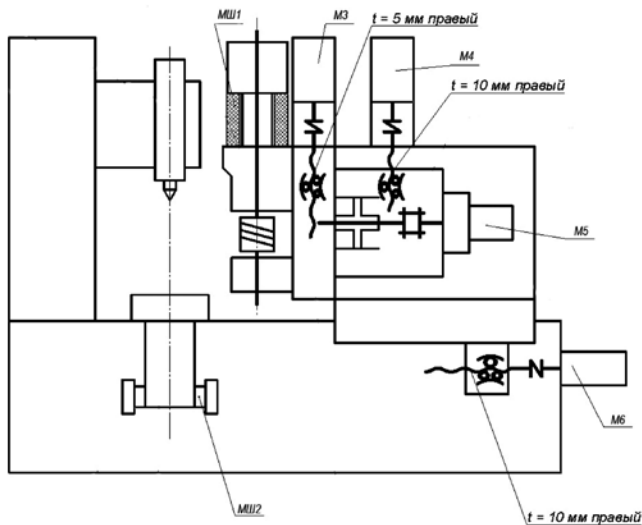 МШ1
М3
t = 5 мм правый
М4
t = 10 мм правый
М5
М6
МШ2
t = 10 мм правый